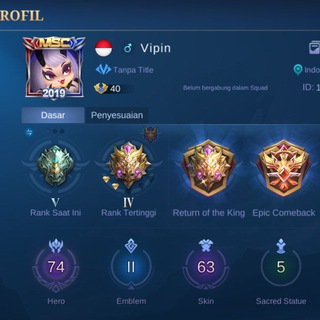 ROFIL
MSC
2019
♂ Vipin
Tanpa Title
Indo
40
Belum bergabung dalam Squad
ID: 1
Dasar
Penyesuaian
V
IV
Rank Saat Ini
Rank Tertinggi
Return of the King
Epic Comeback
74
II
63
5
Hero
Emblem
Skin
Sacred Statue